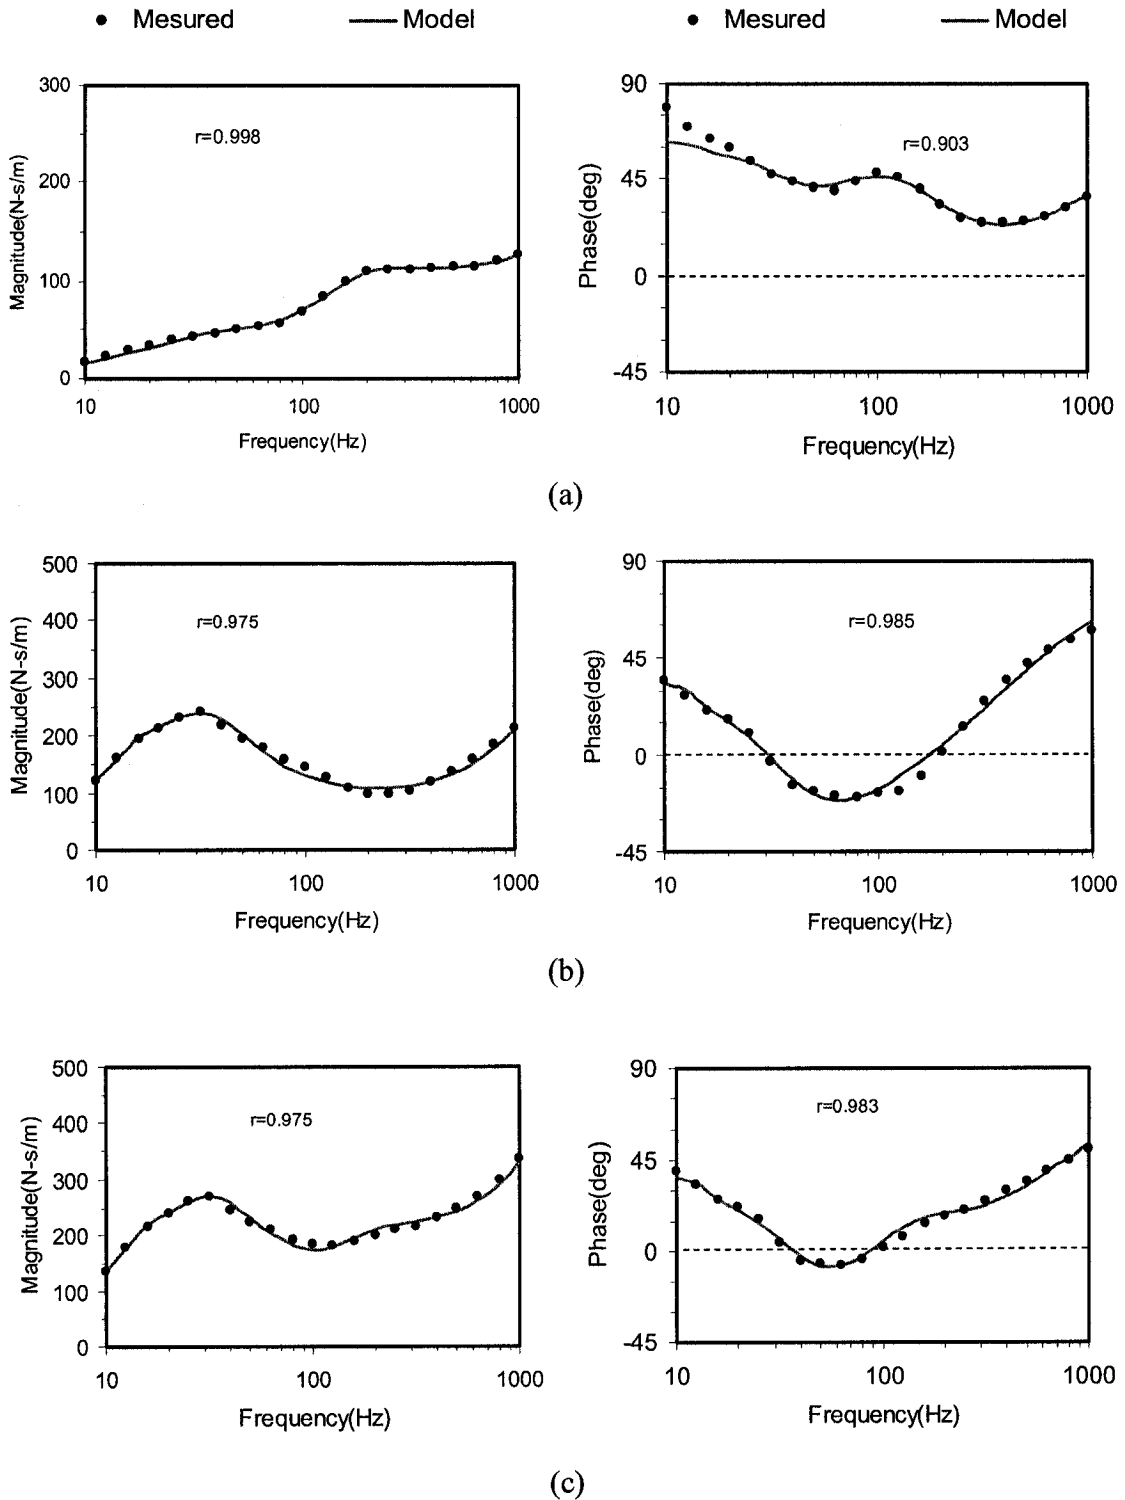 Mesured Model Mesured Model
300
200
100
0
Magnitude(N-s/m)
r=0.998
10 100 1000
Frequency(Hz)
90
45
0
-45
Phase(deg)
r=0.903
10 100 1000
Frequency(Hz)
(a)
500
400
300
200
100
0
Magnitude(N-s/m)
r=0.975
10 100 1000
Frequency(Hz)
90
45
0
-45
Phase(deg)
r=0.985
10 100 1000
Frequency(Hz)
(b)
500
400
300
200
100
0
Magnitude(N-s/m)
r=0.975
10 100 1000
Frequency(Hz)
90
45
0
-45
Phase(deg)
r=0.983
10 100 1000
Frequency(Hz)
(c)